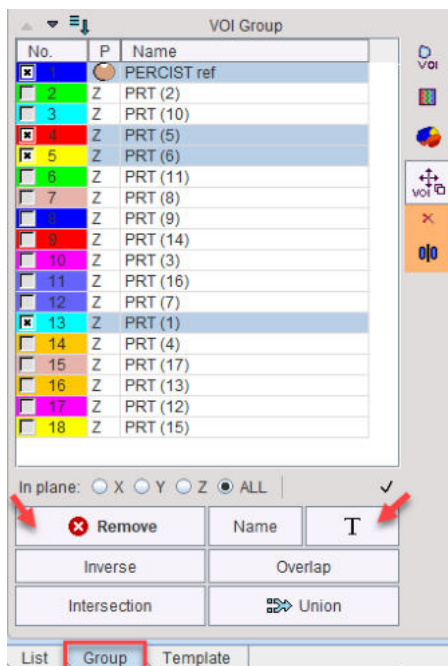 VOI Group
No. P Name
1 PERCIST ref
2 Z PRT (2)
3 Z PRT (10)
4 Z PRT (5)
5 Z PRT (6)
6 Z PRT (11)
7 Z PRT (8)
8 Z PRT (9)
9 Z PRT (14)
10 Z PRT (3)
11 Z PRT (16)
12 Z PRT (7)
13 Z PRT (1)
14 Z PRT (4)
15 Z PRT (17)
16 Z PRT (13)
17 Z PRT (12)
18 Z PRT (15)
VOI
VOI
0|0
In plane: X Y Z ALL
Remove Name T
Inverse Overlap
Intersection Union
List Group Template